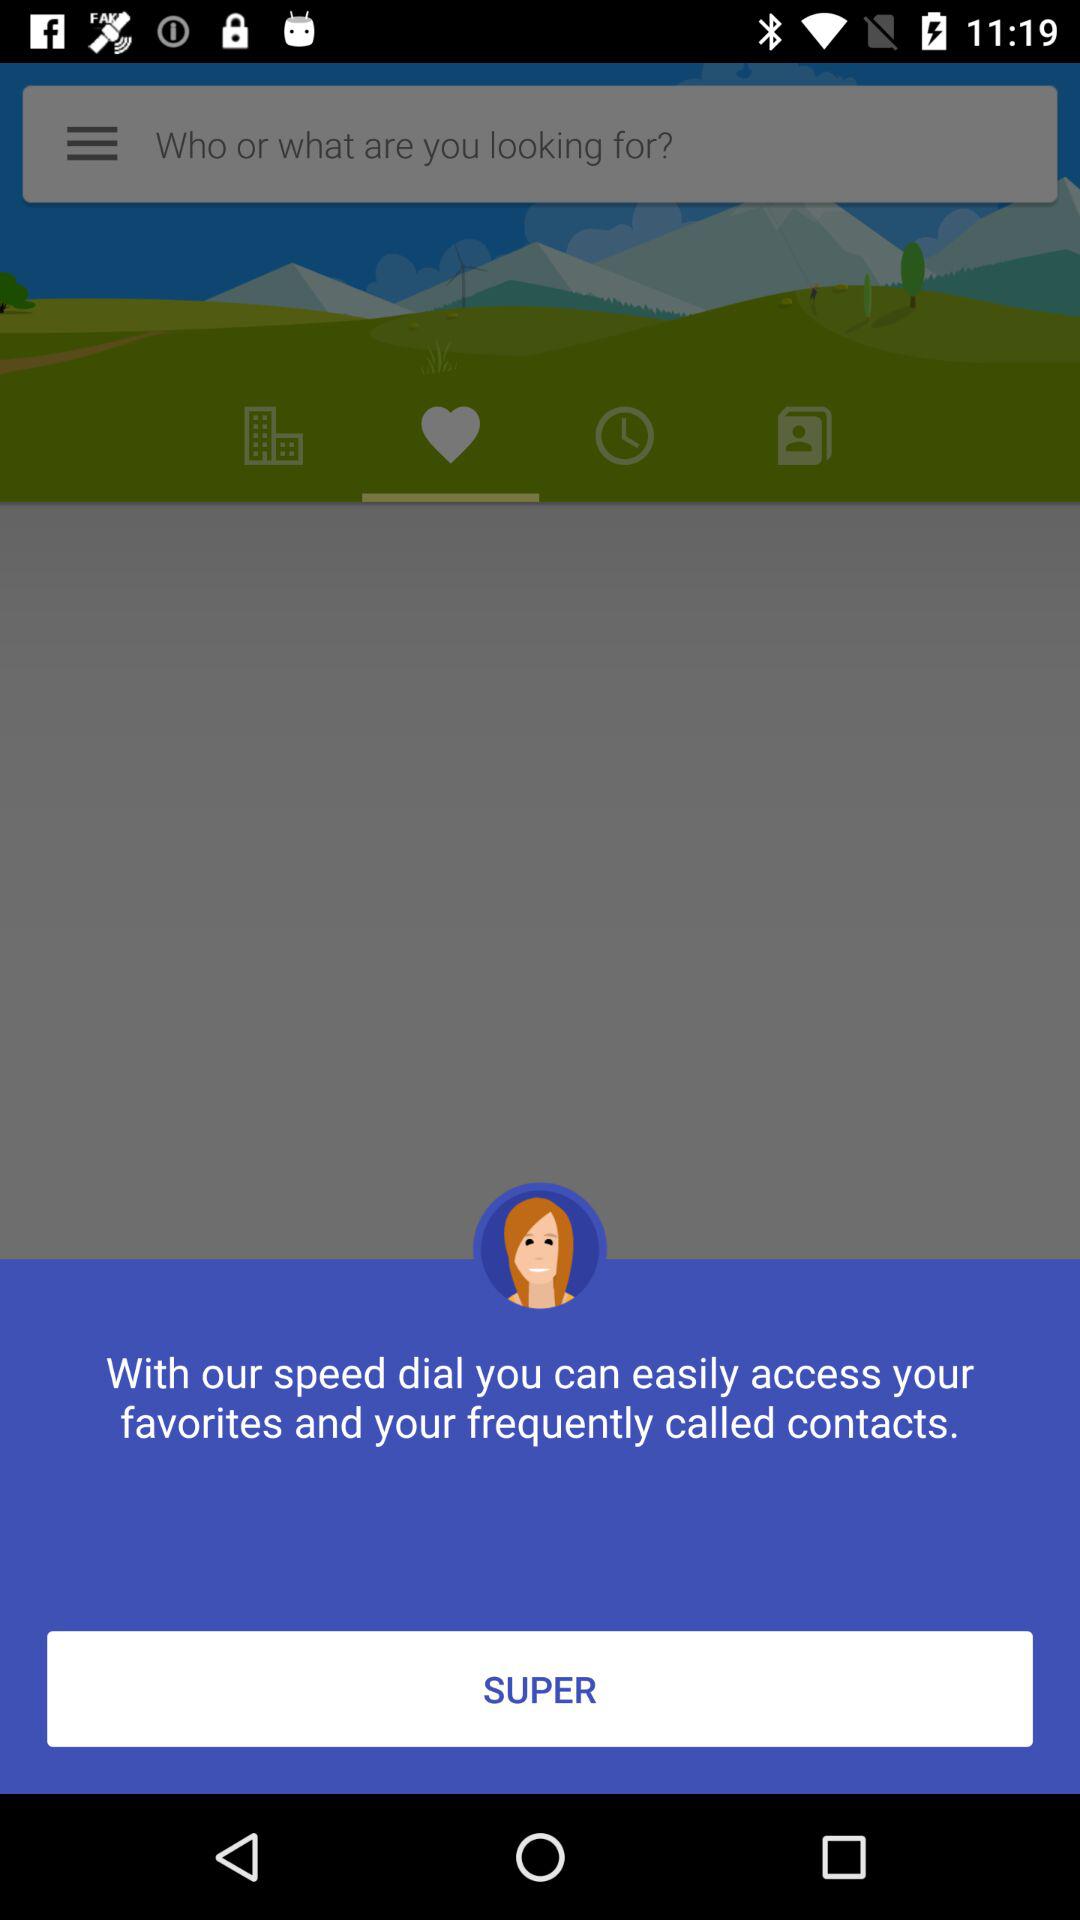 FAKE
11:19
Who or what are you looking for?
With our speed dial you can easily access your
favorites and your frequently called contacts.
SUPER